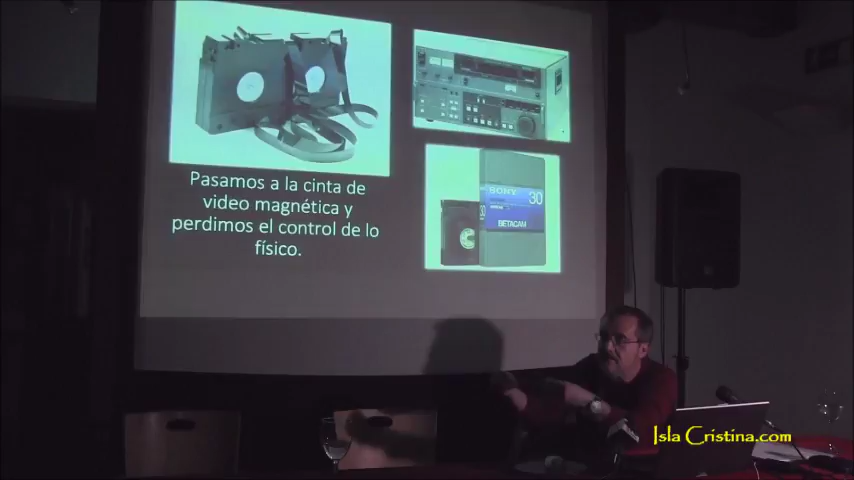 Pasamos a la cinta de
video magnética y
perdimos el control de lo
físico.
SONY
30
BETACAM
Isla Cristina.com